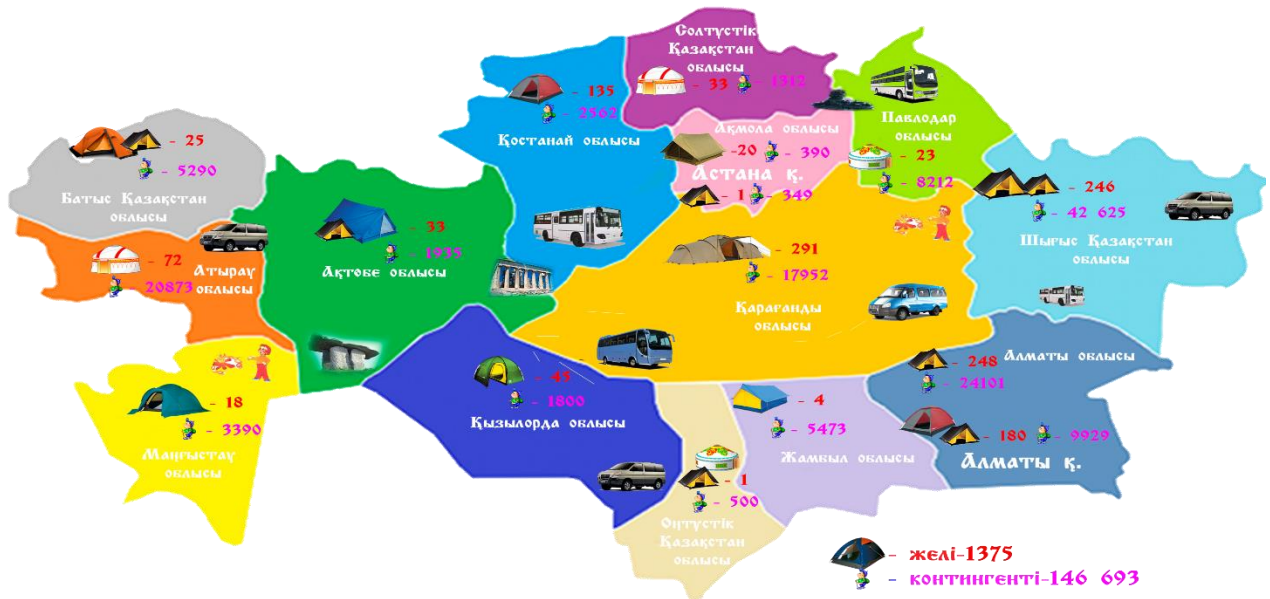 Солтүстік
Қазақстан
облысы
- 33 - 1312
- 135
- 2562
Қостанай облысы
Ақмола облысы
-20 - 390
Астана қ.
- 1 - 349
Павлодар
облысы
- 23
- 8212
- 25
- 5290
Батыс Қазақстан
облысы
- 246
- 42 625
Шығыс Қазақстан
облысы
- 72
- 20873
Атырау
облысы
- 33
- 1935
Ақтобе облысы
- 291
- 17952
Қарағанды
облысы
- 18
- 3390
Маңғыстау
облысы
- 45
- 1800
Қызылорда облысы
- 248
Алматы облысы
- 24101
- 180 - 9929
Алматы қ.
- 4
- 5473
Жамбыл облысы
- 1
- 500
Оңтүстік
Қазақстан
облысы
- желі-1375
- контингенті-146 693